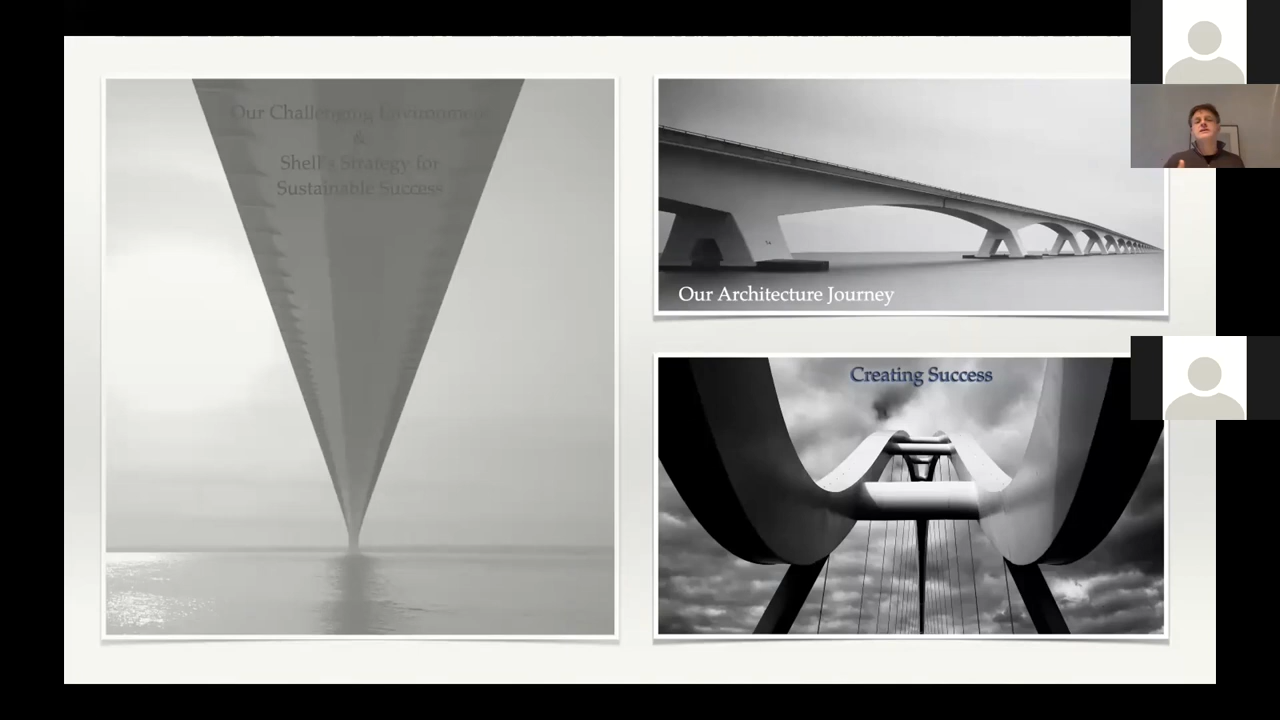 Our Challenging Environment
&
Shell's Strategy for
Sustainable Success
Our Architecture Journey
Creating Success